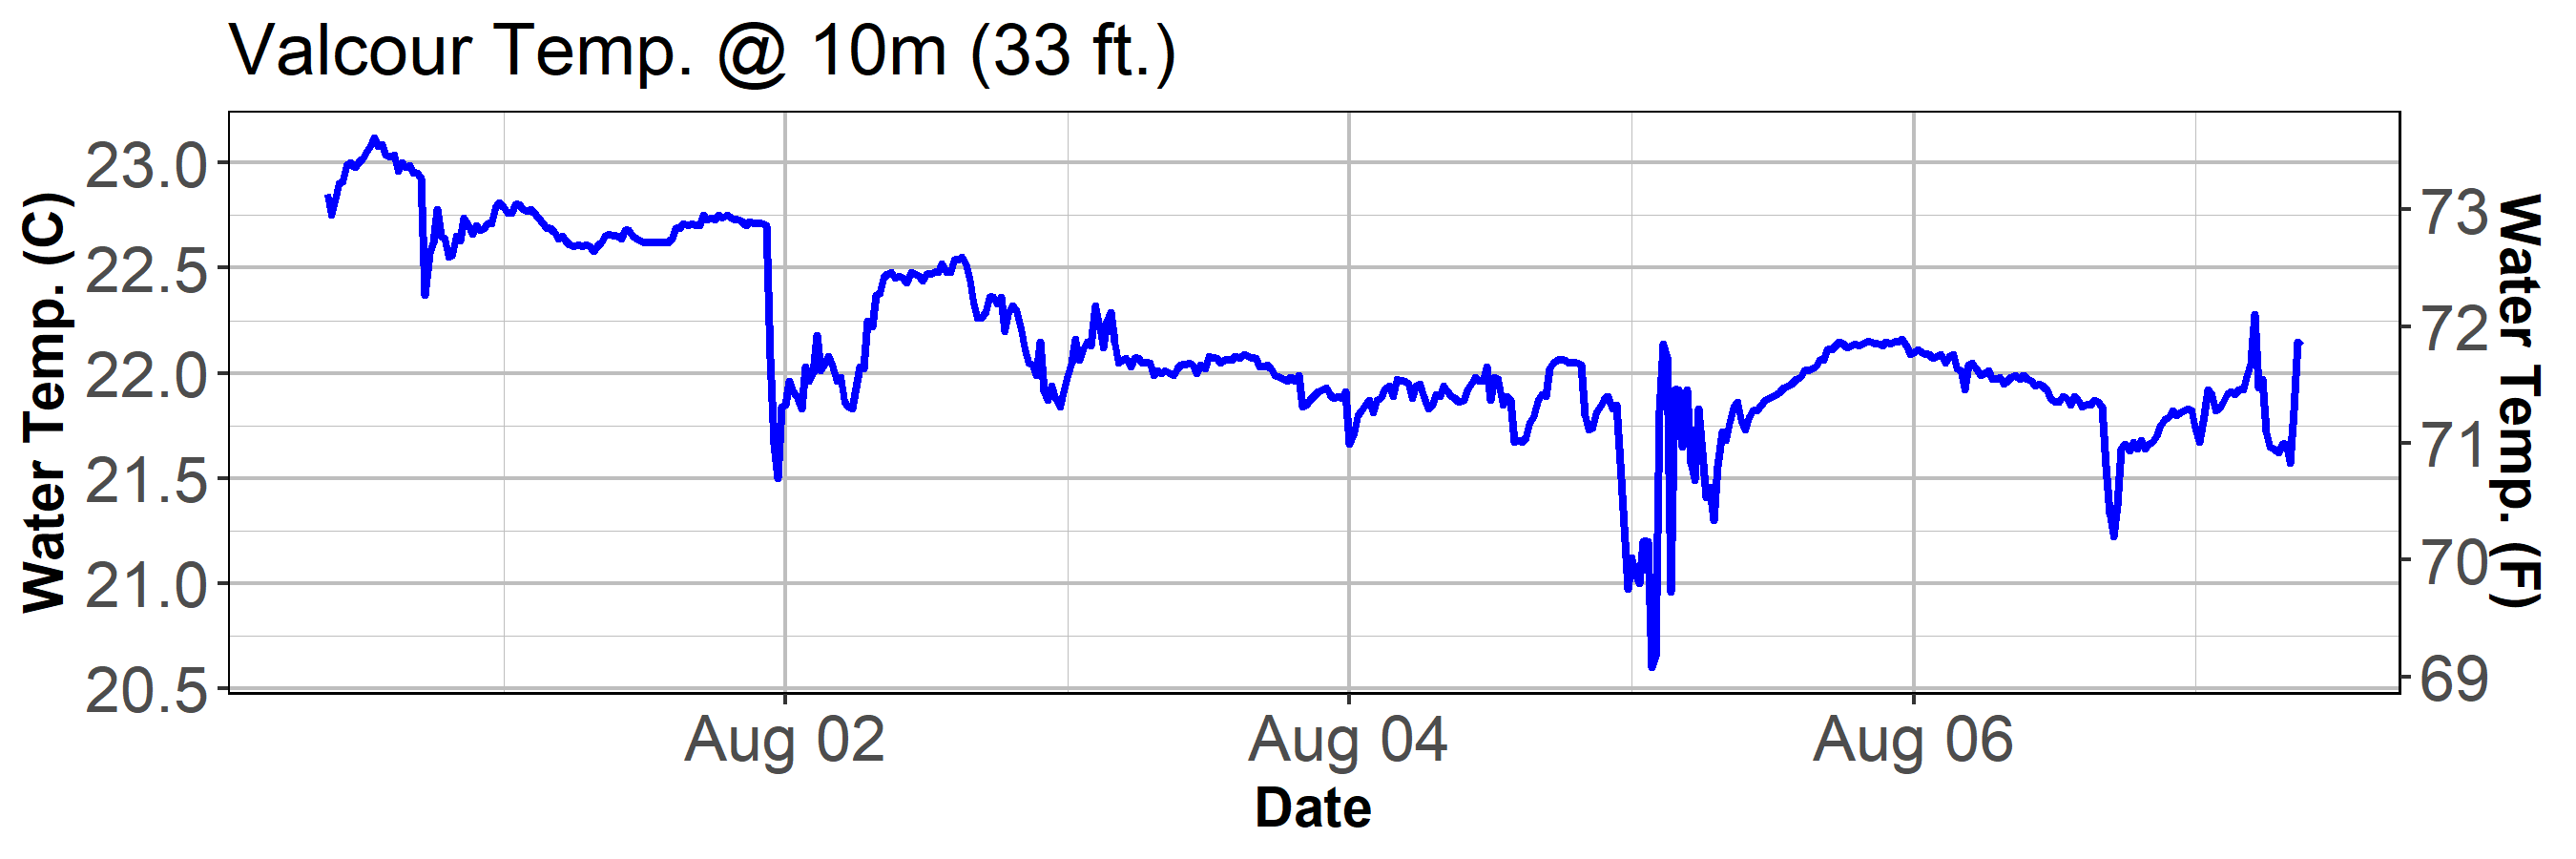 Valcour Temp. @ 10m (33 ft.)
Water Temp. (C)
23.0
22.5
22.0
21.5
21.0
20.5
73
72
71
70
69
Water Temp. (F)
Aug 02
Aug 04
Aug 06
Date